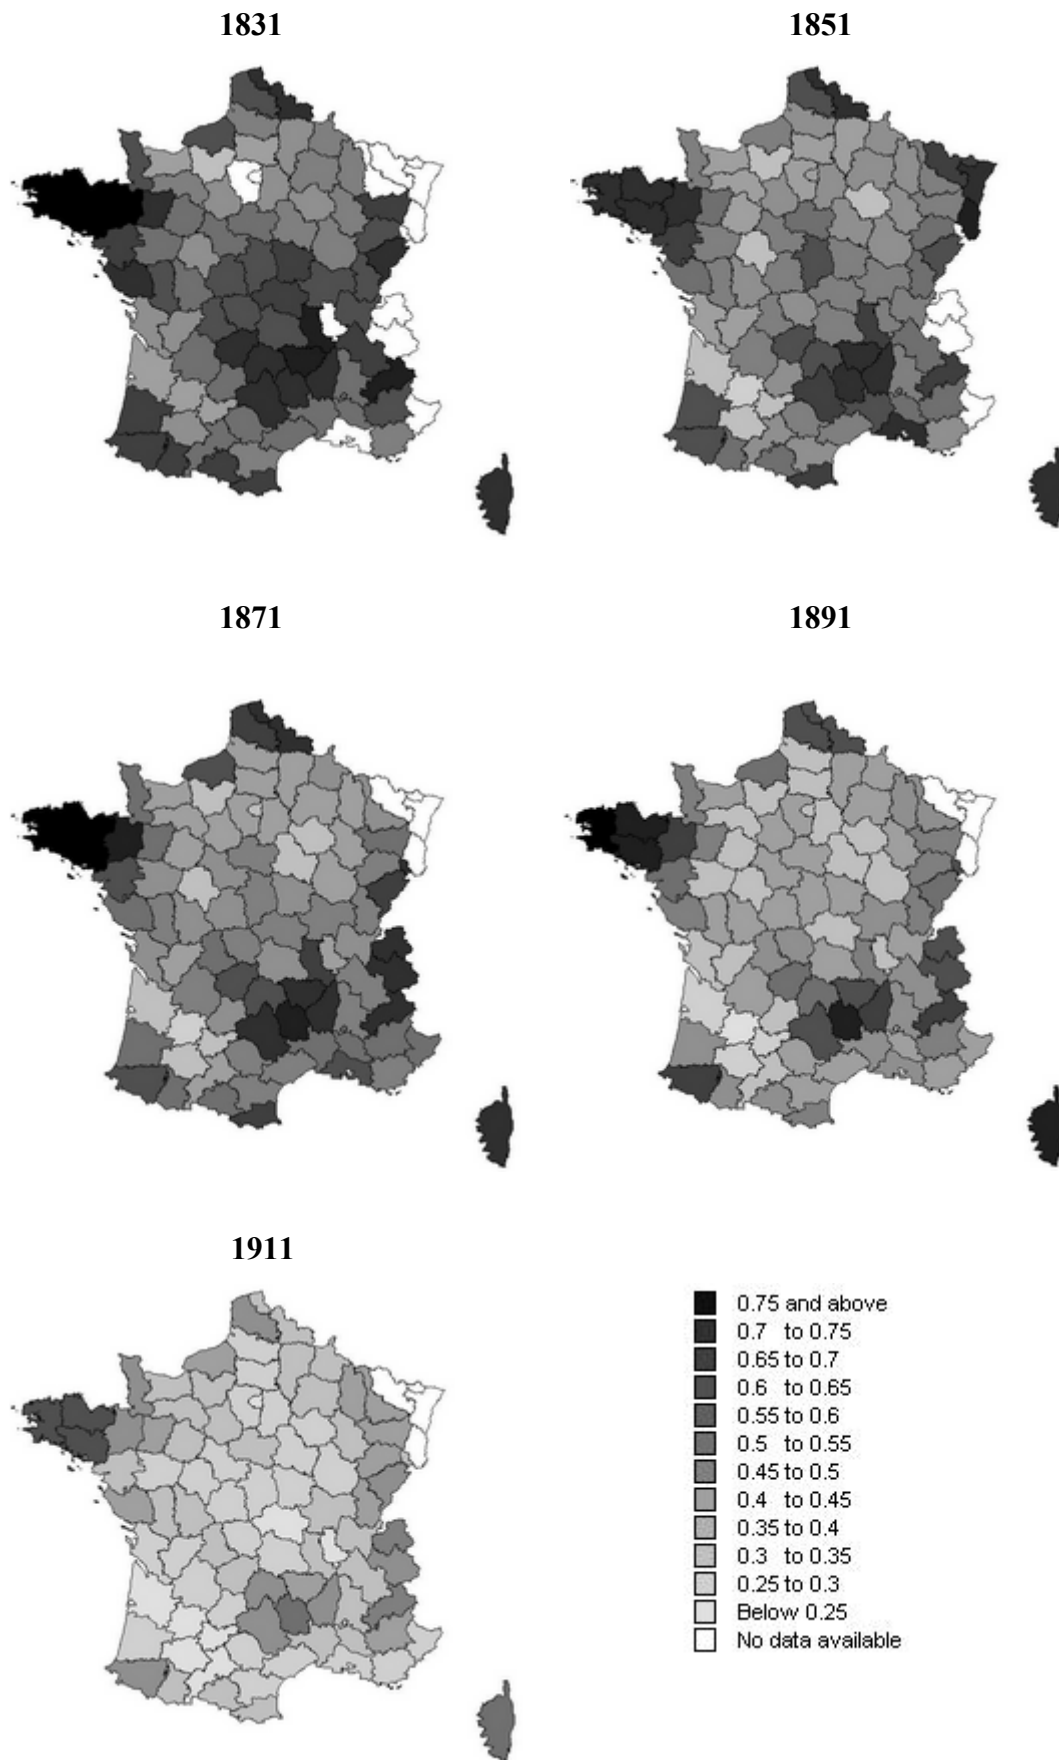 1831
1851
1871
1891
1911
0.75 and above
0.7 to 0.75
0.65 to 0.7
0.6 to 0.65
0.55 to 0.6
0.5 to 0.55
0.45 to 0.5
0.4 to 0.45
0.35 to 0.4
0.3 to 0.35
0.25 to 0.3
Below 0.25
No data available